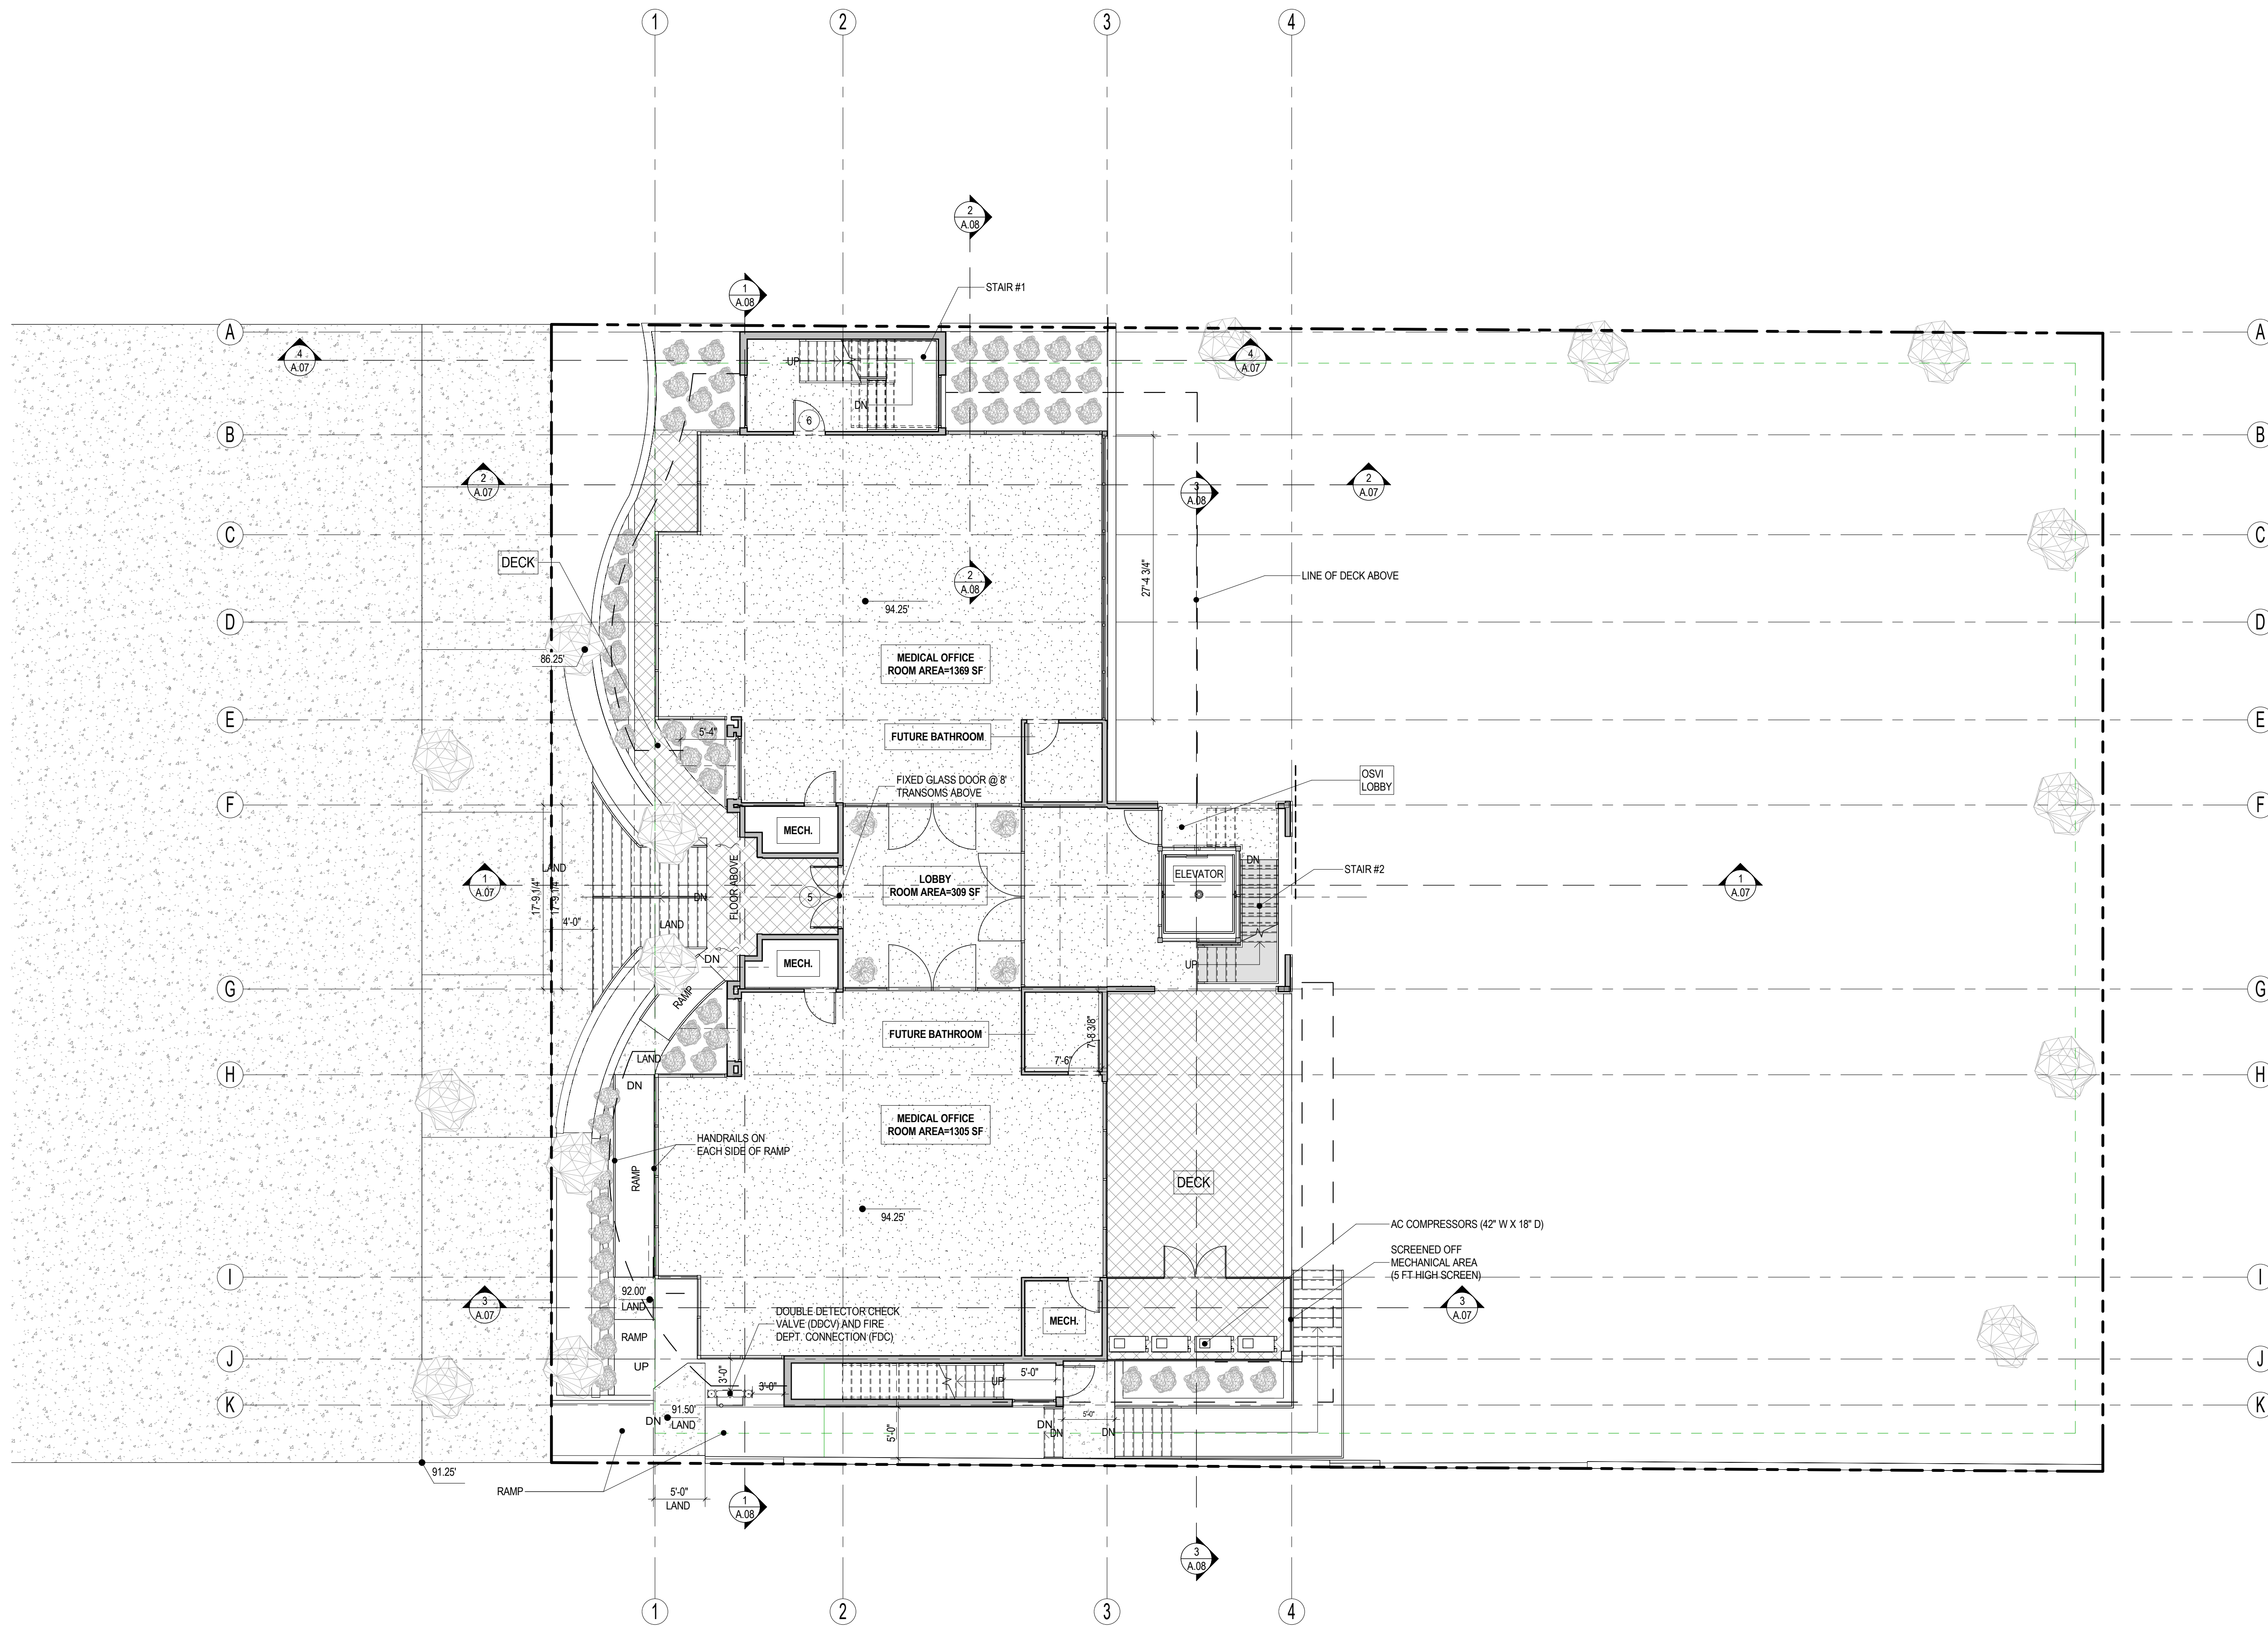 1
2
3
4
2
A.08
1
A.08
STAIR #1
A
A
4
A.07
4
A.07
UP
DN
6
B
B
2
A.07
2
A.07
3
A.08
C
C
DECK
27'-4 3/4"
LINE OF DECK ABOVE
2
A.08
94.25'
D
D
86.25'
MEDICAL OFFICE
ROOM AREA=1369 SF
E
E
5'-4"
FUTURE BATHROOM
FIXED GLASS DOOR @ 8'
TRANSOMS ABOVE
OSVI
LOBBY
F
F
MECH.
LAND
FLOOR ABOVE
DN
ELEVATOR
STAIR #2
1
A.07
1
A.07
LOBBY
ROOM AREA=309 SF
17'-9 1/4"
17'-9 1/4"
DN
5
4'-0"
LAND
DN
MECH.
UP
G
G
RAMP
FUTURE BATHROOM
7'-8 3/8"
LAND
7'-6"
H
H
DN
MEDICAL OFFICE
ROOM AREA=1305 SF
HANDRAILS ON
EACH SIDE OF RAMP
RAMP
DECK
94.25'
AC COMPRESSORS (42" W X 18" D)
SCREENED OFF
MECHANICAL AREA
(5 FT HIGH SCREEN)
I
I
92.00'
LAND
3
A.07
3
A.07
DOUBLE DETECTOR CHECK
VALVE (DDCV) AND FIRE
DEPT. CONNECTION (FDC)
MECH.
RAMP
J
J
UP
3'-0"
3'-0"
UP
5'-0"
K
K
91.50'
DN
LAND
5'-0"
5'-0"
DN
DN
DN
91.25'
RAMP
5'-0"
LAND
1
A.08
3
A.08
1
2
3
4